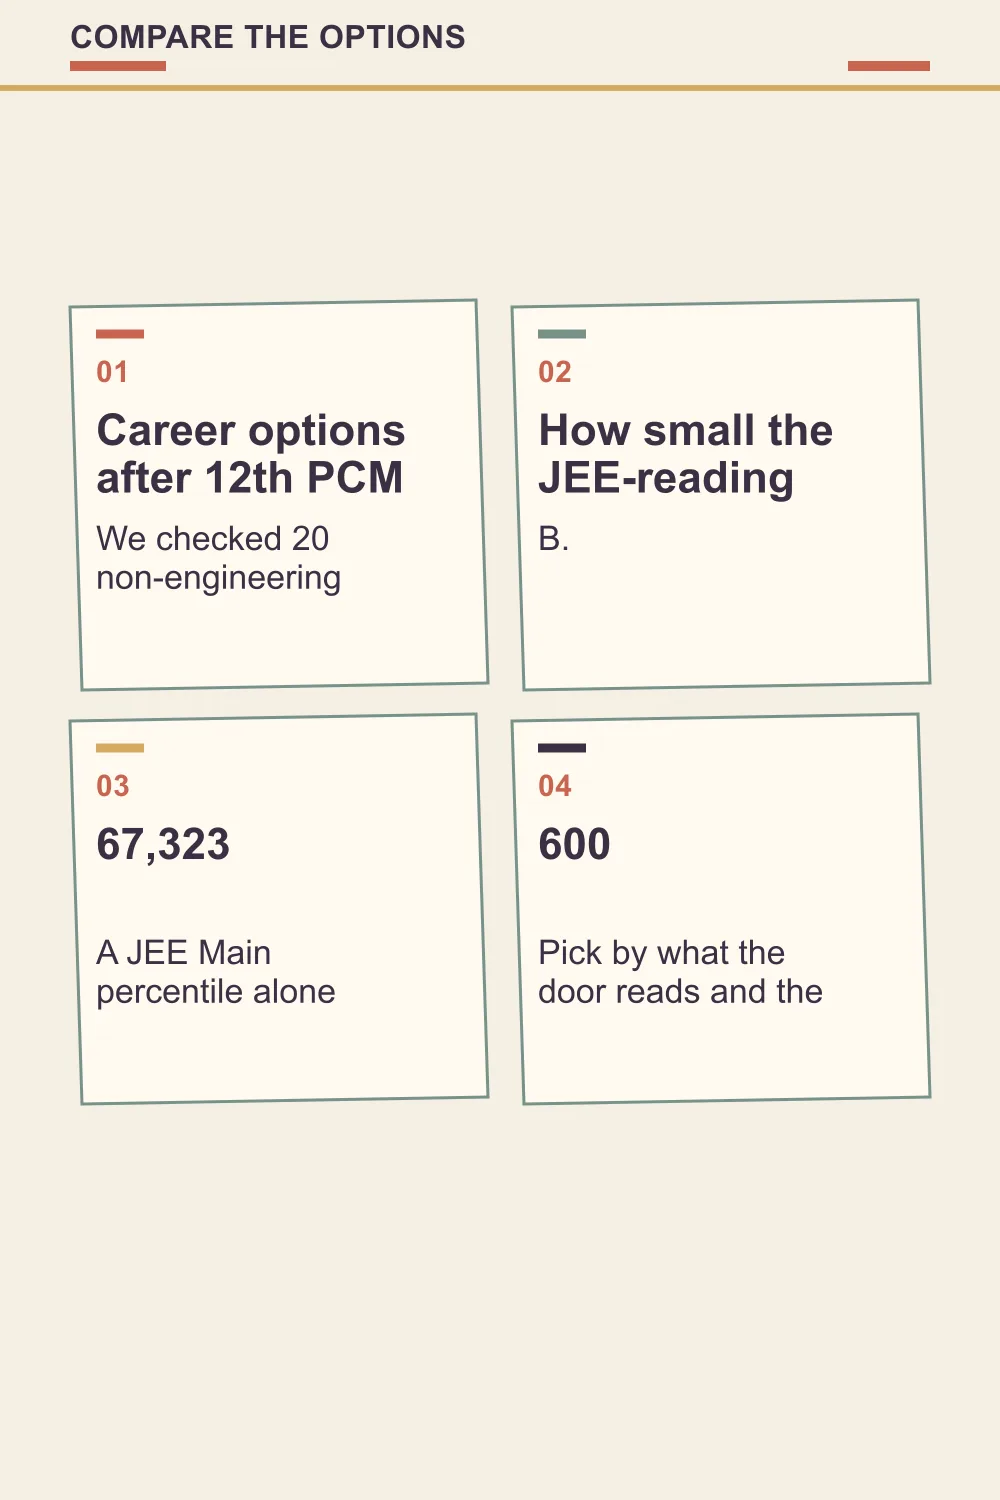 COMPARE THE OPTIONS
01
Career options
after 12th PCM
We checked 20
non-engineering
02
How small the
JEE-reading
B.
03
67,323
A JEE Main
percentile alone
04
600
Pick by what the
door reads and the